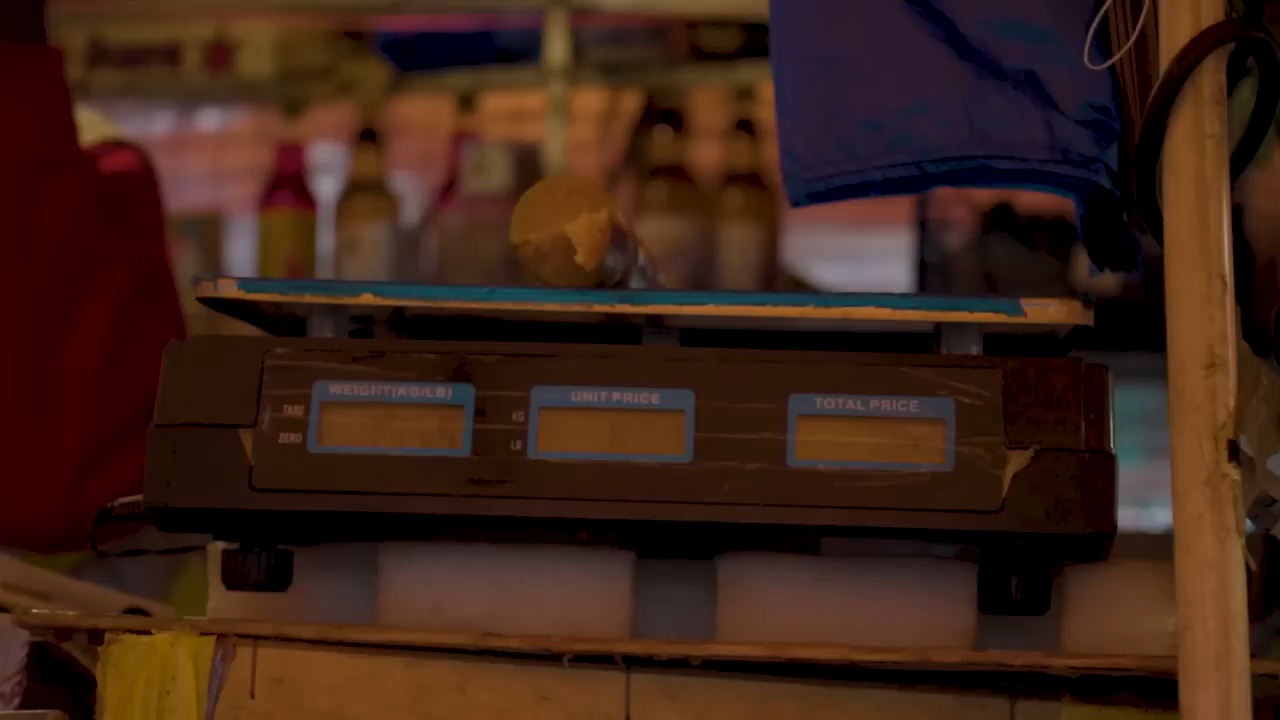 WEIGHT(KG/LB)
TARE
ZERO
UNIT PRICE
KG
LB
TOTAL PRICE